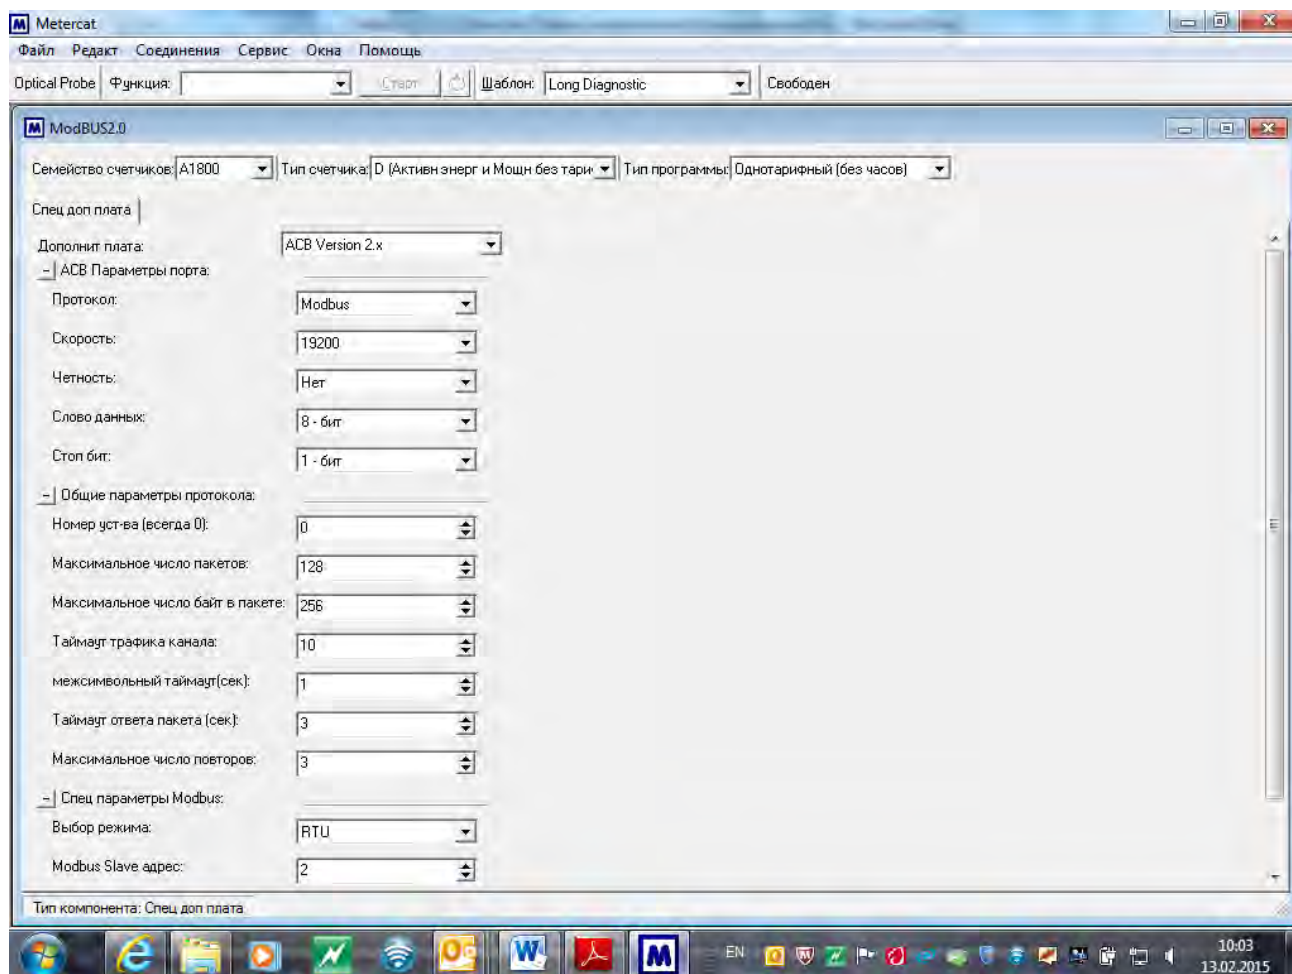 Metercat
Файл Редакт Соединения Сервис Окна Помощь
Optical Probe Функция: Старт Шаблон: Long Diagnostic Свободен
ModBUS2.0
Семейство счетчиков: A1800 Тип счетчика: D (Активн энерг и Мощн без тари Тип программы: Однотарифный (без часов)
Спец доп плата
Дополнит плата: ACB Version 2.x
ACB Параметры порта:
Протокол: Modbus
Скорость: 19200
Четность: Нет
Слово данных: 8 - бит
Стоп бит: 1 - бит
Общие параметры протокола:
Номер уст-ва (всегда 0): 0
Максимальное число пакетов: 128
Максимальное число байт в пакете: 256
Таймаут трафика канала: 10
межсимвольный таймаут(сек): 1
Таймаут ответа пакета (сек): 3
Максимальное число повторов: 3
Спец параметры Modbus:
Выбор режима: RTU
Modbus Slave адрес: 2
Тип компонента: Спец доп плата
EN 10:03
13.02.2015